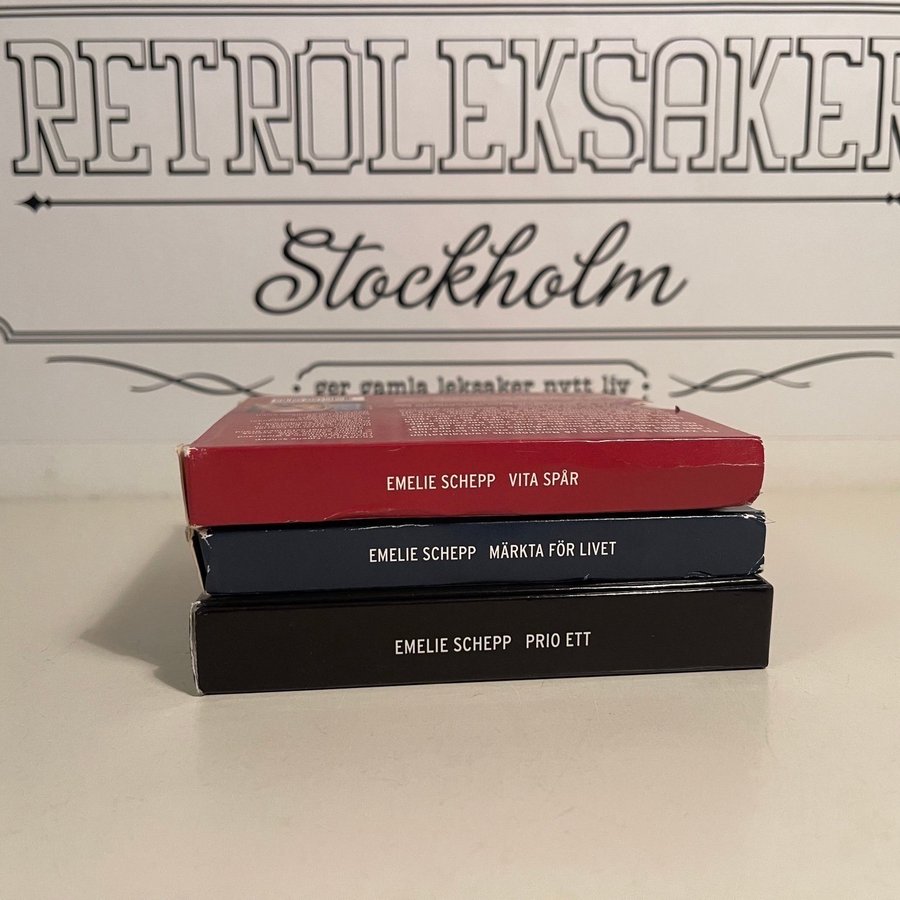 RETROLEKSAKER
Stockholm
• ger gamla leksaker nytt liv •
EMELIE SCHEPP VITA SPÅR
EMELIE SCHEPP MÄRKTA FÖR LIVET
EMELIE SCHEPP PRIO ETT